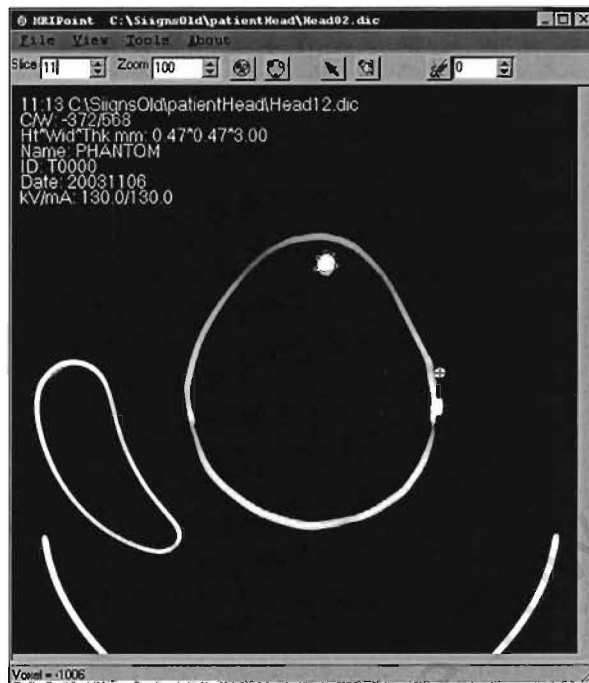 MRIPoint C:\SiignsOld\patientHead\Head02.dic
File View Tools About
Slice 11 Zoom 100 0
11:13 C:\SiignsOld\patientHead\Head12.dic
C/W: -372/568
Ht*Wid*Thk mm: 0.47*0.47*3.00
Name: PHANTOM
ID: T0000
Date: 20031106
kV/mA: 130.0/130.0
Voxel = -1006